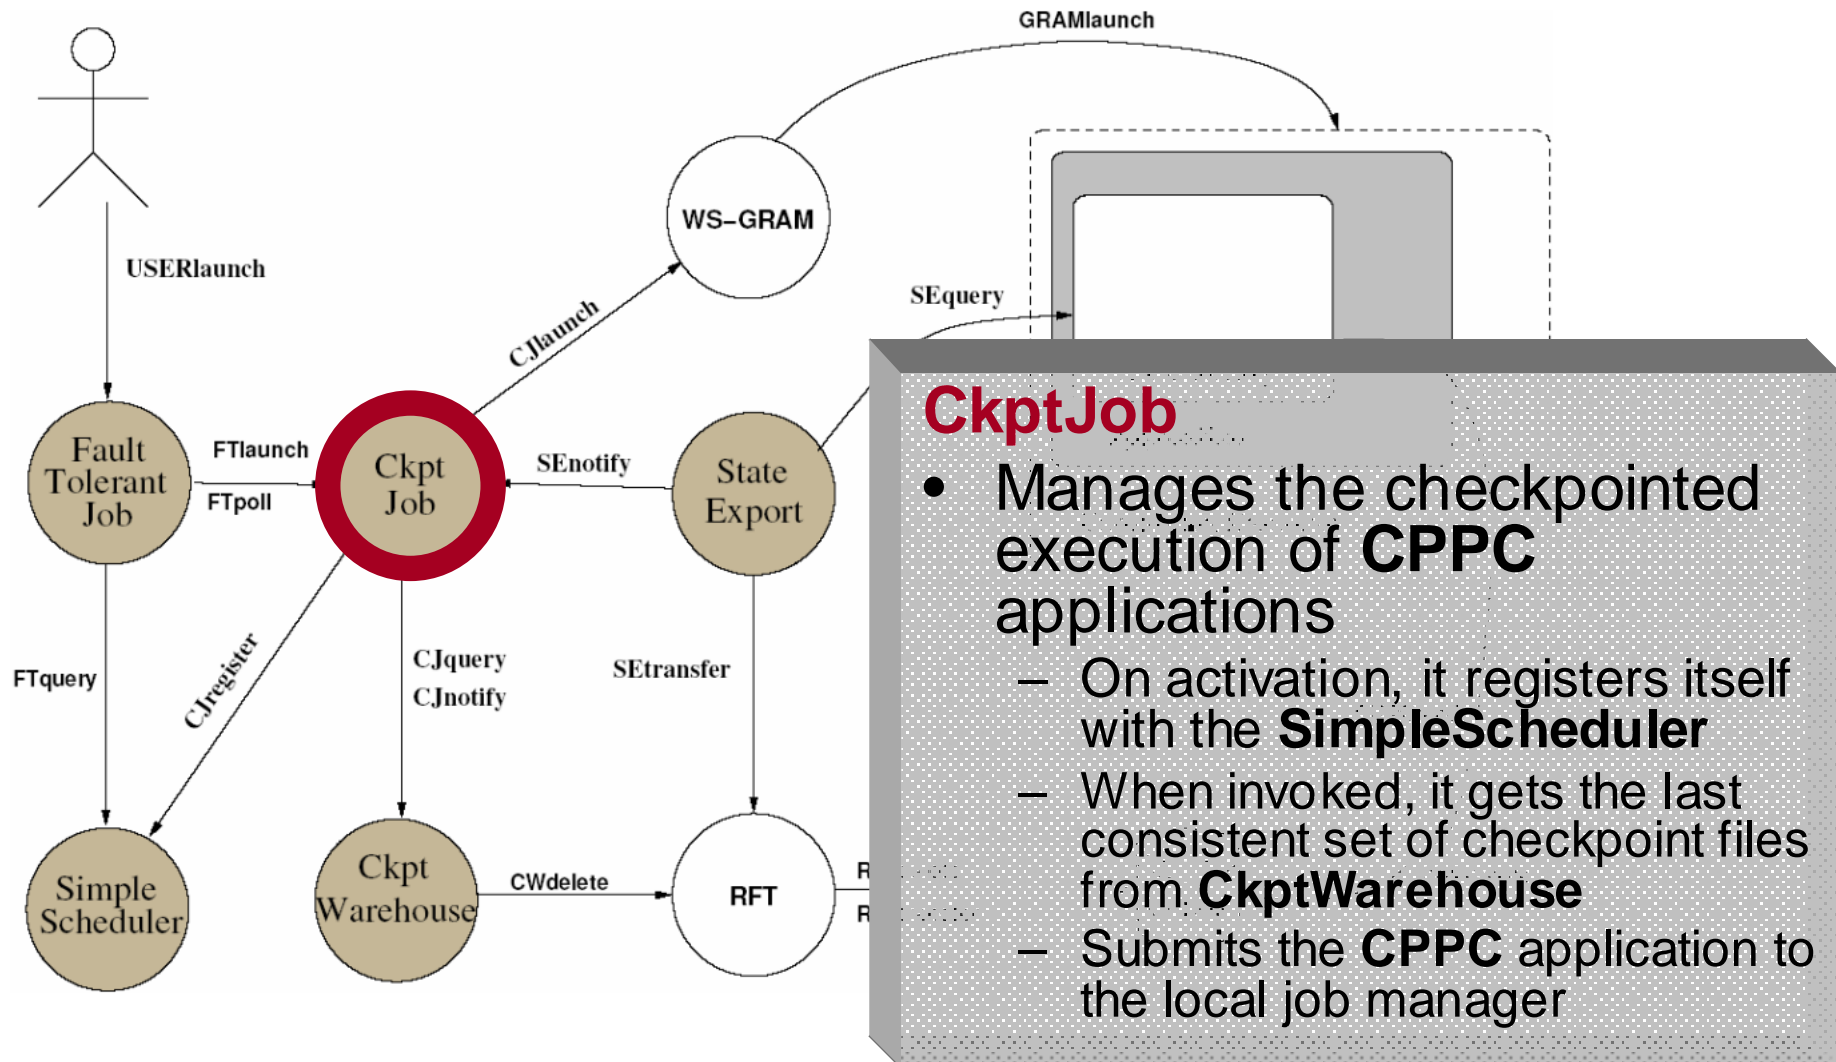 GRAMlaunch
WS-GRAM
USERlaunch
SEquery
CJlaunch
Fault
Tolerant
Job
FTlaunch
FTpoll
Ckpt
Job
SEnotify
State
Export
FTquery
CJregister
CJquery
CJnotify
SEtransfer
Simple
Scheduler
Ckpt
Warehouse
CWdelete
RFT
R
R
CkptJob
• Manages the checkpointed
execution of CPPC
applications
– On activation, it registers itself
with the SimpleScheduler
– When invoked, it gets the last
consistent set of checkpoint files
from CkptWarehouse
– Submits the CPPC application to
the local job manager